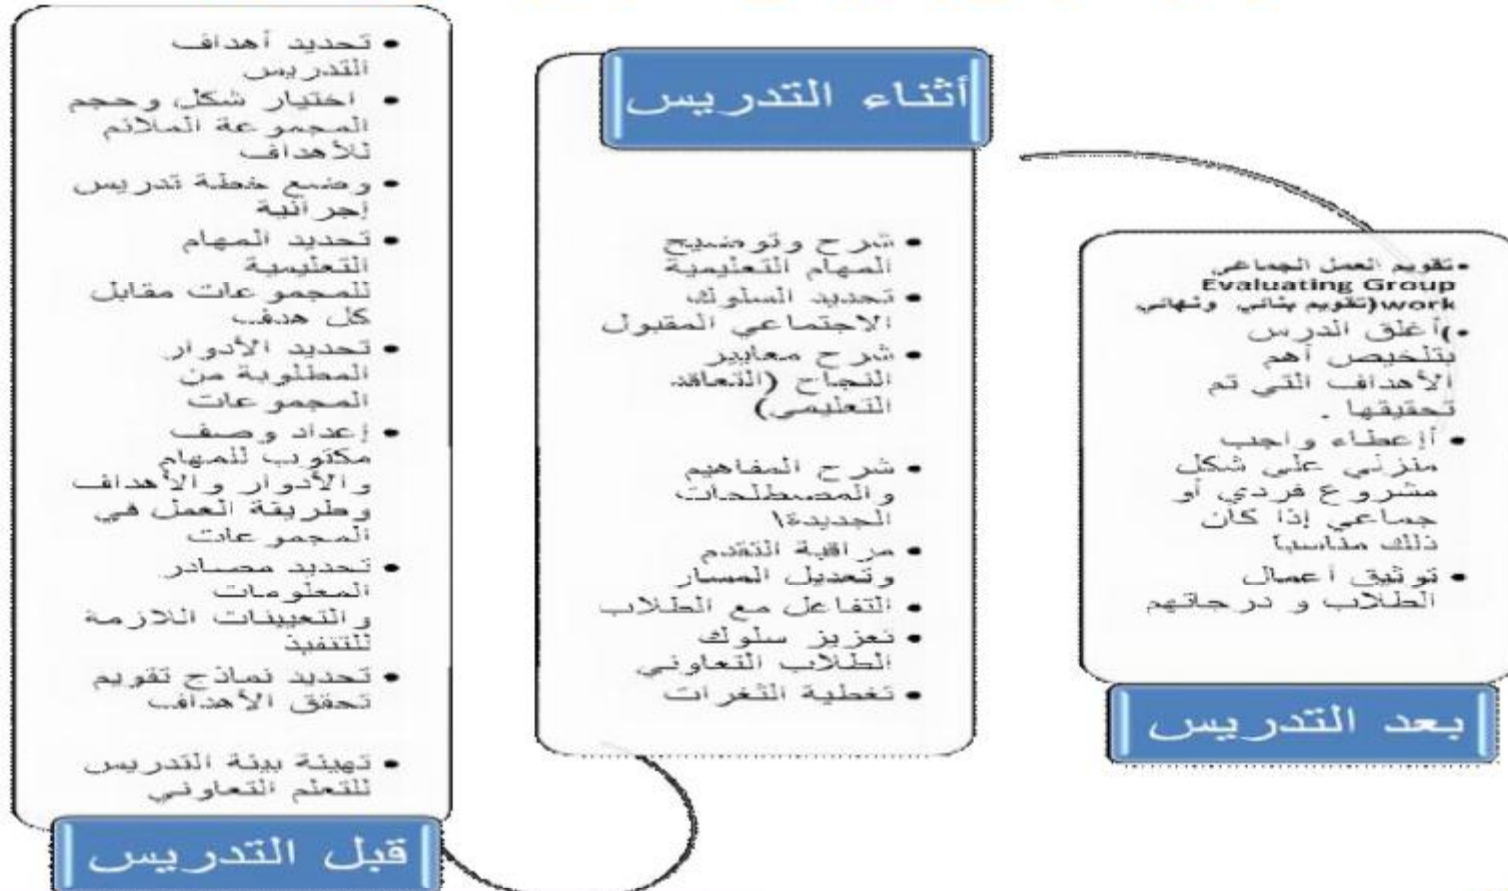 • تحديد أهداف
التدريس
• اختيار شكل وحجم
المجموعة الملائم
للأهداف
• وضع خطة تدريس
إجرائية
• تحديد المهام
التعليمية
للمجموعات مقابل
كل هدف
• تحديد الأدوار
المطلوبة من
المجموعات
• إعداد وصف
مكتوب للمهام
والأدوار والأهداف
وطريقة العمل في
المجموعات
• تحديد مصادر
المعلومات
والتعيينات اللازمة
للتنفيذ
• تحديد نماذج تقويم
تحقق الأهداف
• تهيئة بيئة التدريس
للتعلم التعاوني
قبل التدريس
أثناء التدريس
• شرح وتوضيح
المهام التعليمية
• تحديد السلوك
الاجتماعي المقبول
• شرح معايير
النجاح (التعاقد
التعليمي)
• شرح المفاهيم
والمصطلحات
الجديدة\
• مراقبة التقدم
وتعديل المسار
• التفاعل مع الطلاب
• تعزيز سلوك
الطلاب التعاوني
• تغطية الثغرات
•تقويم العمل الجماعي
Evaluating Group
work(تقويم بنائي ونهائي
•)أغلق الدرس
بتلخيص أهم
الأهداف التي تم
تحقيقها .
• أإعطاء واجب
منزلي على شكل
مشروع فردي أو
جماعي إذا كان
ذلك مناسبا
• توثيق أعمال
الطلاب و درجاتهم
بعد التدريس